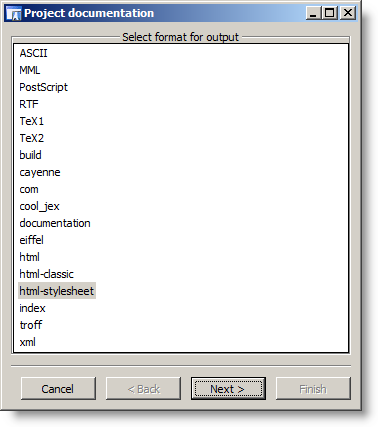 Project documentation
Select format for output
ASCII
MML
PostScript
RTF
TeX1
TeX2
build
cayenne
com
cool_jex
documentation
eiffel
html
html-classic
html-stylesheet
index
troff
xml
Cancel < Back Next > Finish